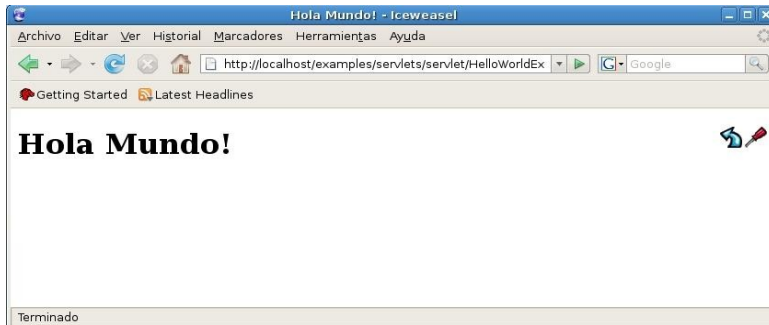 Hola Mundo! - Iceweasel
Archivo Editar Ver Historial Marcadores Herramientas Ayuda
http://localhost/examples/servlets/servlet/HelloWorldEx G Google
Getting Started Latest Headlines
Hola Mundo!
Terminado